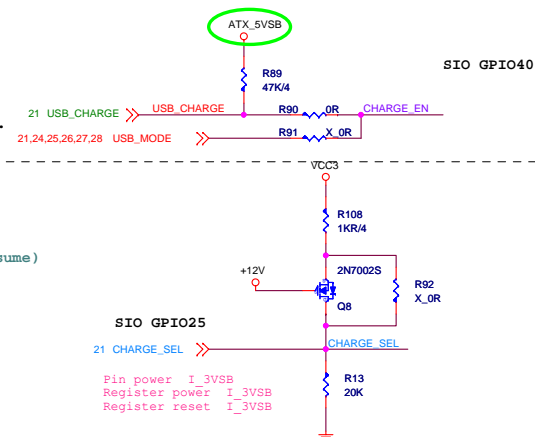 ATX_5VSB
SIO GPIO40
R89
47K/4
21 USB_CHARGE USB_CHARGE R90 0R CHARGE_EN
21,24,25,26,27,28 USB_MODE R91 X_0R
VCC3
R108
1KR/4
sume)
+12V 2N7002S R92
X_0R
Q8
SIO GPIO25
21 CHARGE_SEL CHARGE_SEL
Pin power I_3VSB
Register power I_3VSB
Register reset I_3VSB
R13
20K